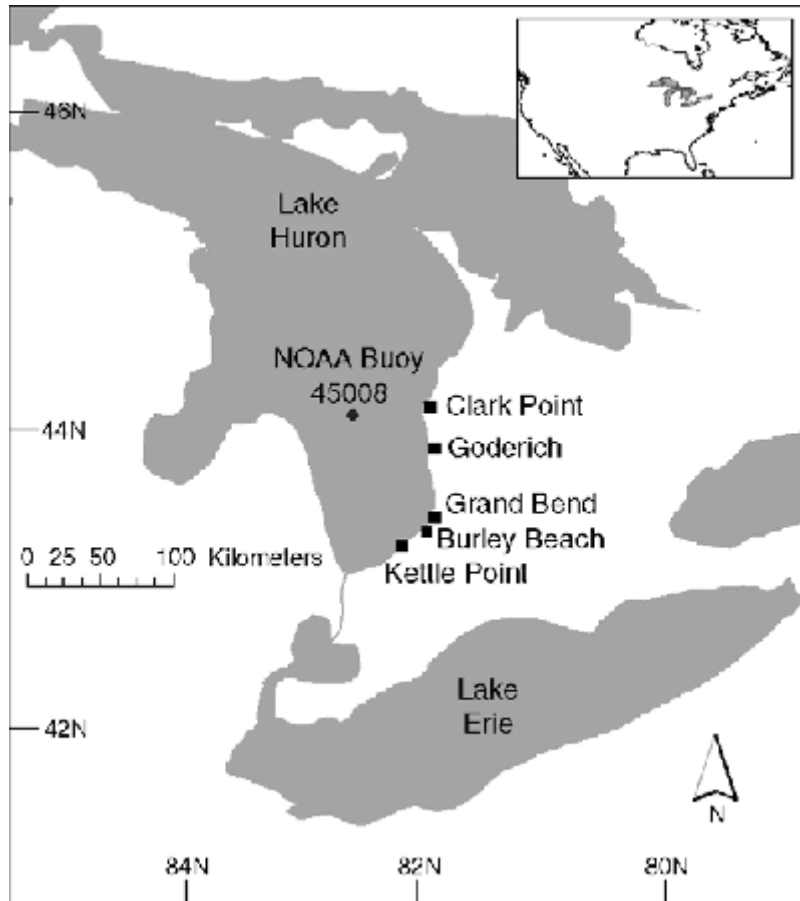 46N
Lake
Huron
NOAA Buoy
45008
Clark Point
44N
Goderich
Grand Bend
Burley Beach
0 25 50 100 Kilometers
Kettle Point
Lake
Erie
42N
N
84N 82N 80N